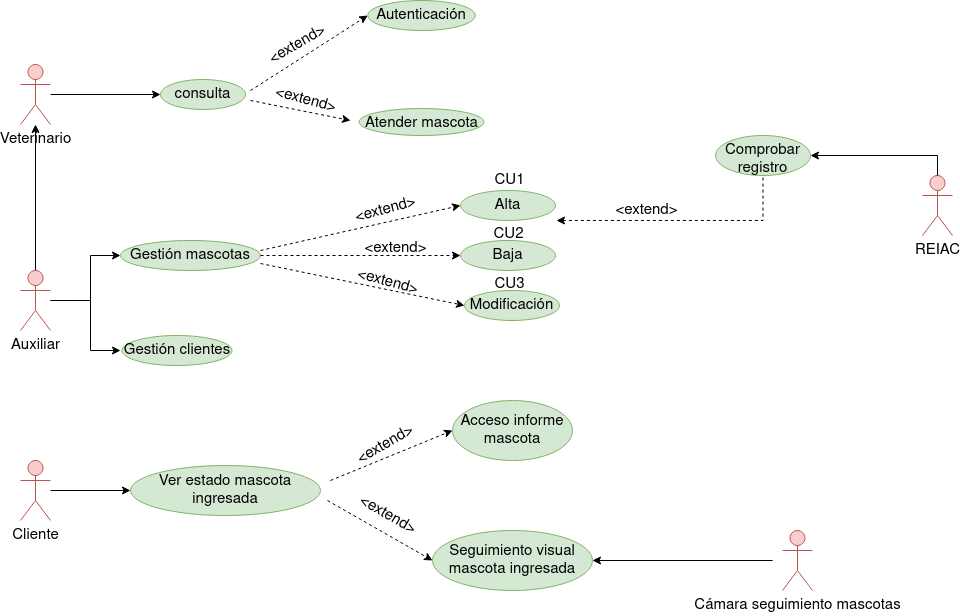 Autenticación
<extend>
Veterinario
consulta
<extend>
Atender mascota
Comprobar
registro
CU1
Alta
<extend>
<extend>
REIAC
CU2
Gestión mascotas
<extend>
Baja
<extend>
CU3
Modificación
Auxiliar
Gestión clientes
Acceso informe
mascota
<extend>
Cliente
Ver estado mascota
ingresada
<extend>
Seguimiento visual
mascota ingresada
Cámara seguimiento mascotas